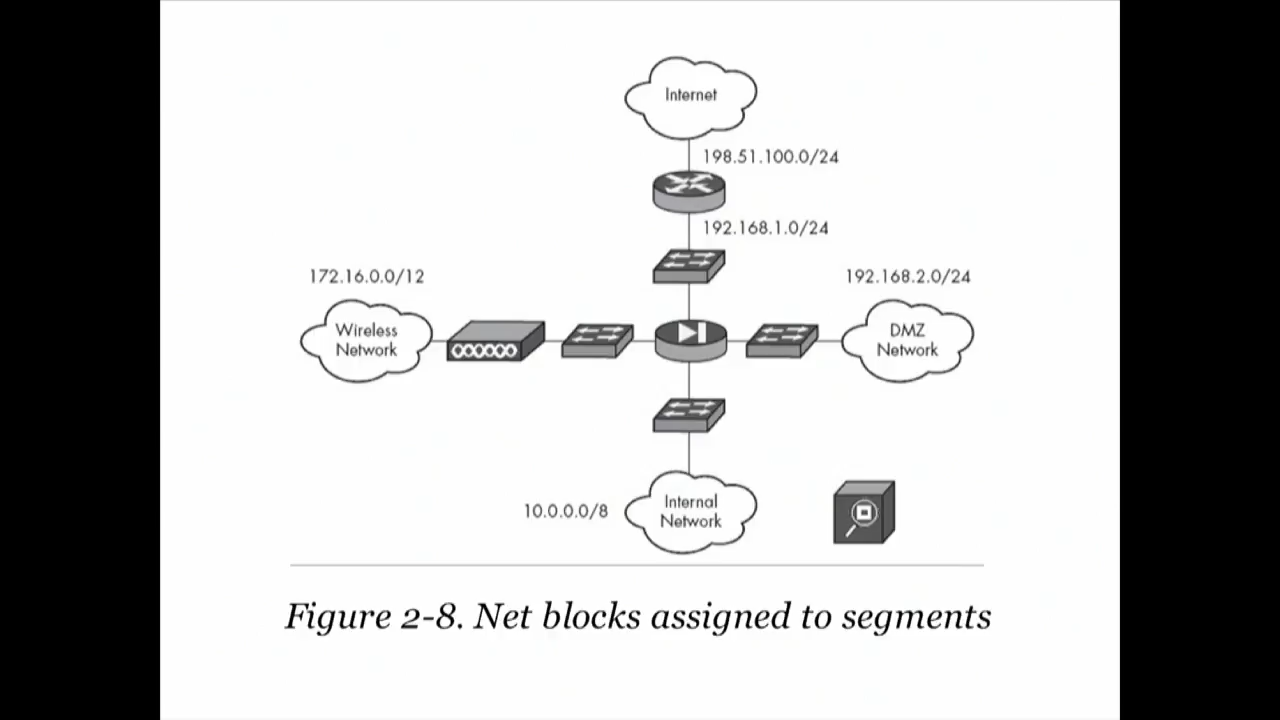 Internet
198.51.100.0/24
192.168.1.0/24
172.16.0.0/12
192.168.2.0/24
Wireless
Network
DMZ
Network
10.0.0.0/8
Internal
Network
Figure 2-8. Net blocks assigned to segments